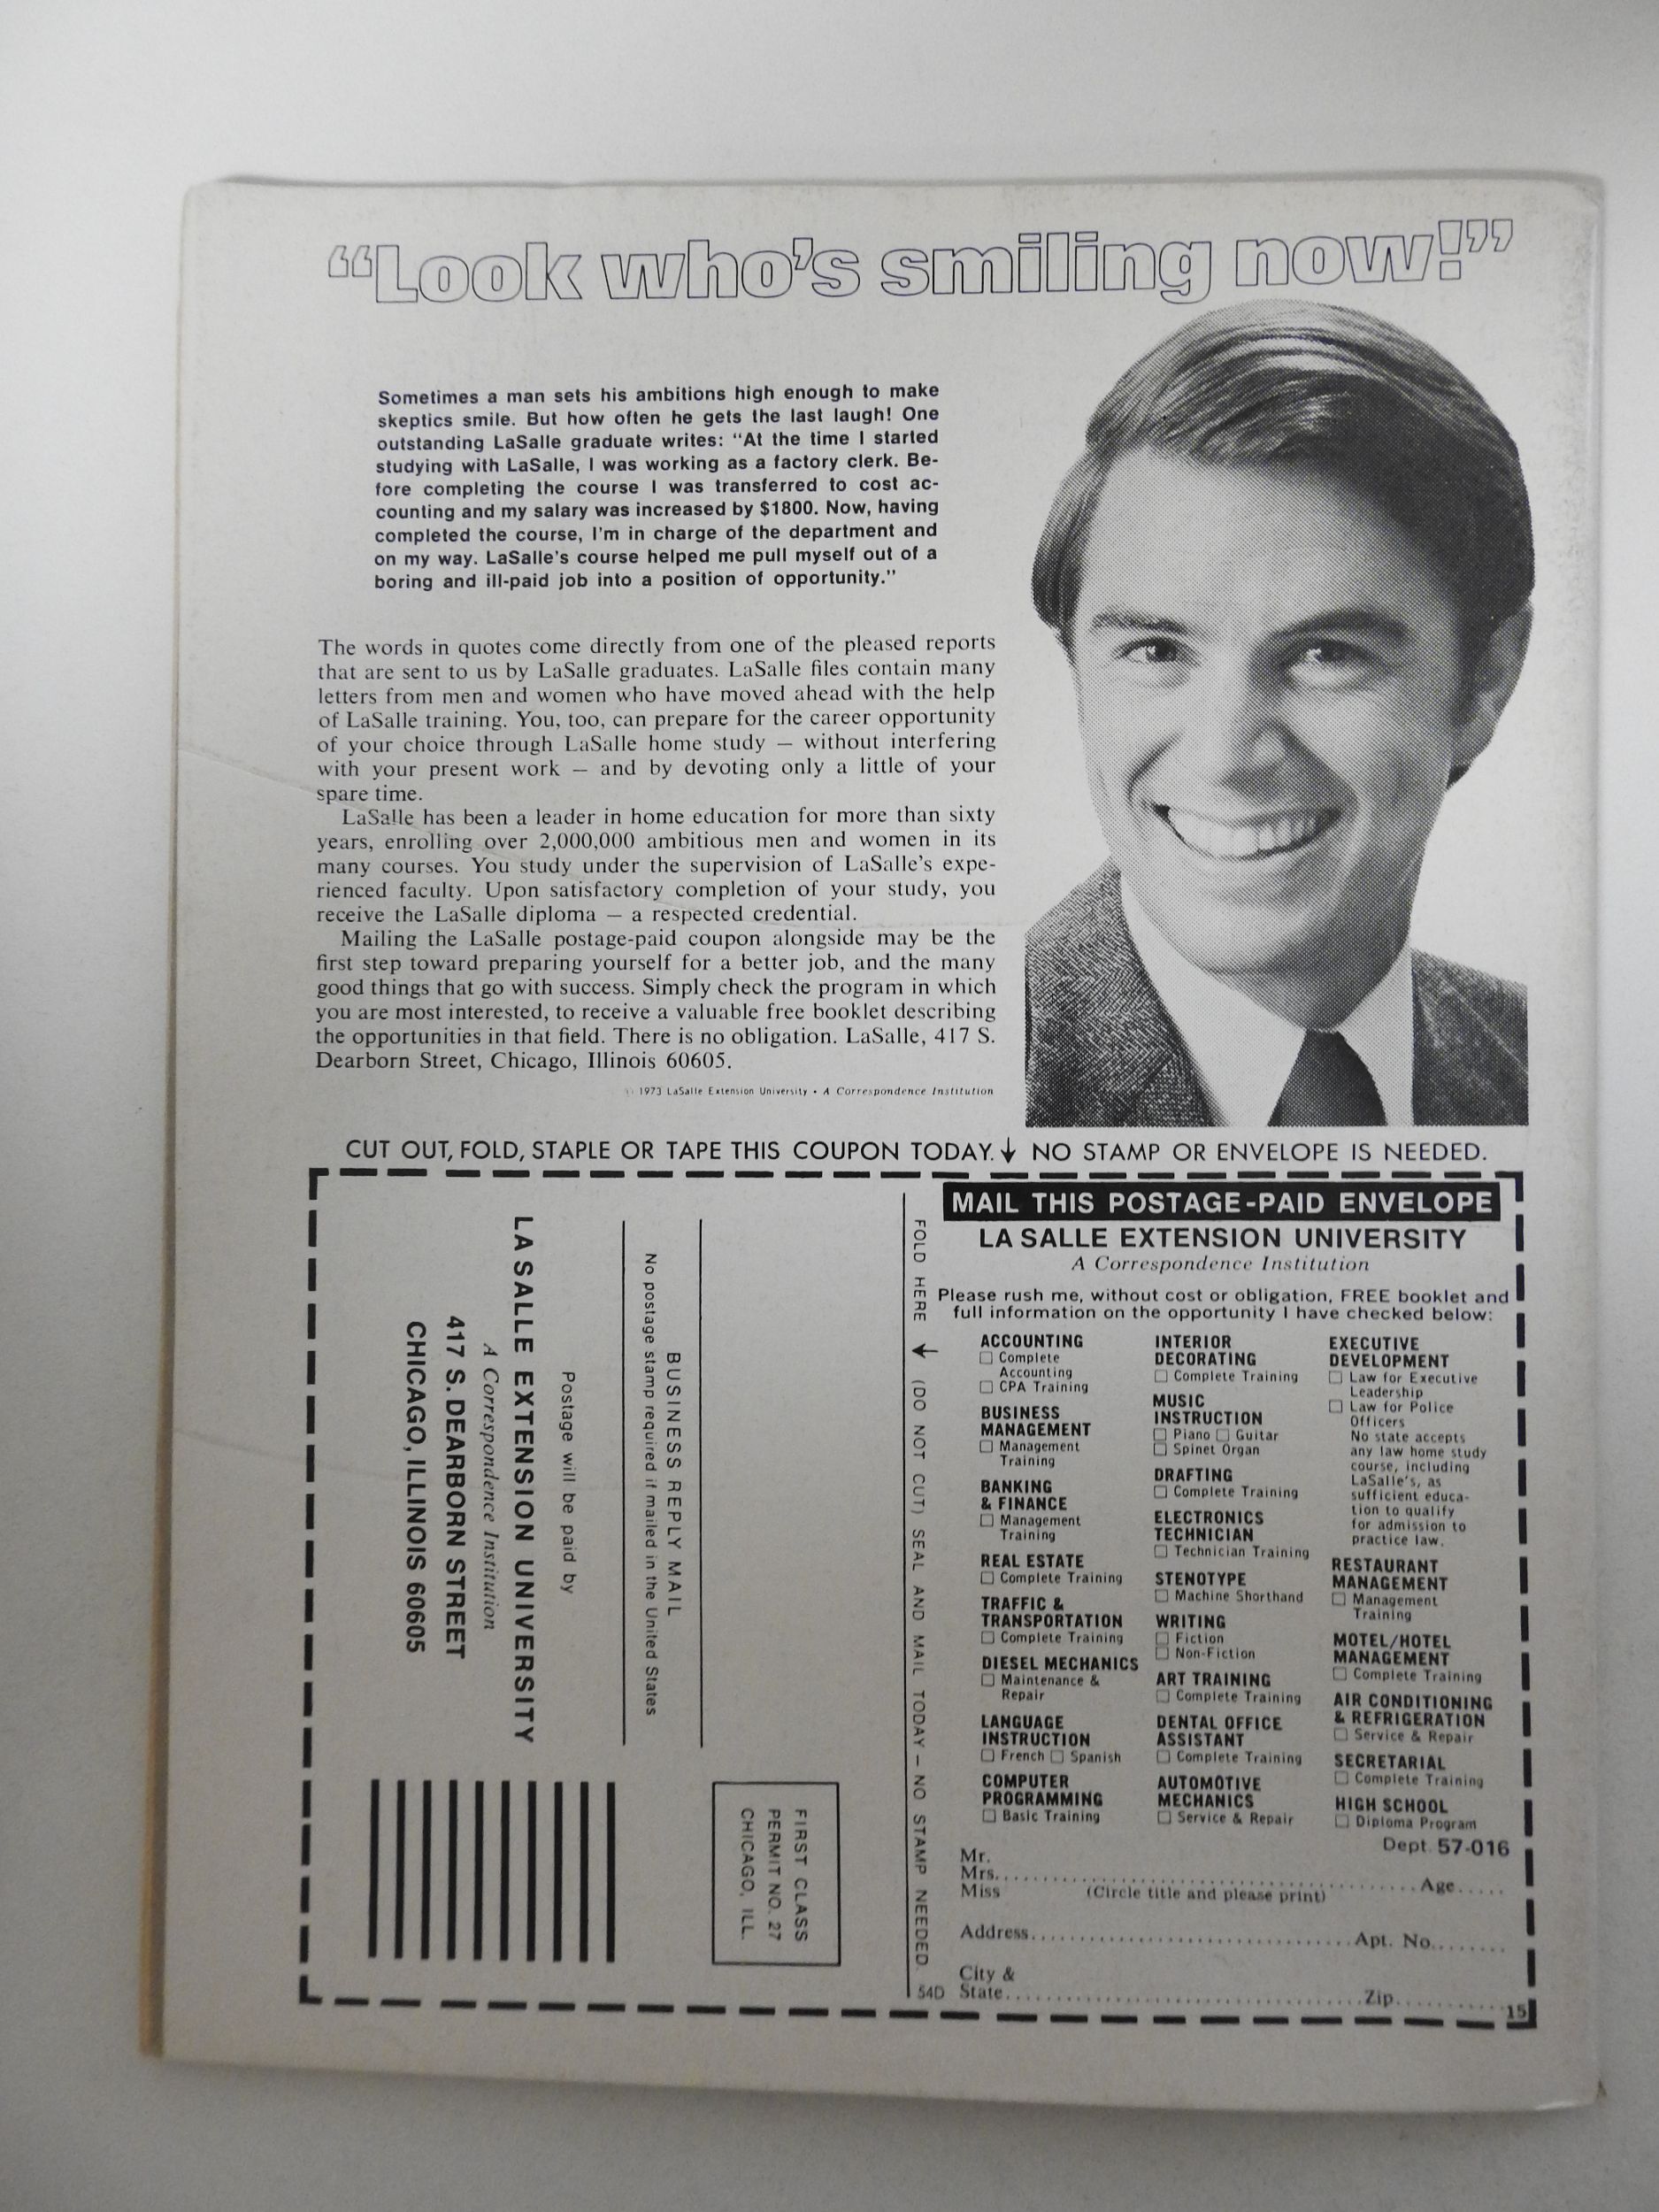 “Look who’s smiling now!”
Sometimes a man sets his ambitions high enough to make
skeptics smile. But how often he gets the last laugh! One
outstanding LaSalle graduate writes: “At the time I started
studying with LaSalle, I was working as a factory clerk. Be-
fore completing the course I was transferred to cost ac-
counting and my salary was increased by $1800. Now, having
completed the course, I’m in charge of the department and
on my way. LaSalle’s course helped me pull myself out of a
boring and ill-paid job into a position of opportunity.”
The words in quotes come directly from one of the pleased reports
that are sent to us by LaSalle graduates. LaSalle files contain many
letters from men and women who have moved ahead with the help
of LaSalle training. You, too, can prepare for the career opportunity
of your choice through LaSalle home study — without interfering
with your present work — and by devoting only a little of your
spare time.
LaSalle has been a leader in home education for more than sixty
years, enrolling over 2,000,000 ambitious men and women in its
many courses. You study under the supervision of LaSalle’s expe-
rienced faculty. Upon satisfactory completion of your study, you
receive the LaSalle diploma — a respected credential.
Mailing the LaSalle postage-paid coupon alongside may be the
first step toward preparing yourself for a better job, and the many
good things that go with success. Simply check the program in which
you are most interested, to receive a valuable free booklet describing
the opportunities in that field. There is no obligation. LaSalle, 417 S.
Dearborn Street, Chicago, Illinois 60605.
© 1973 LaSalle Extension University • A Correspondence Institution
CUT OUT, FOLD, STAPLE OR TAPE THIS COUPON TODAY. ↓ NO STAMP OR ENVELOPE IS NEEDED.
FIRST CLASS
PERMIT NO. 27
CHICAGO, ILL.
BUSINESS REPLY MAIL
No postage stamp required if mailed in the United States
Postage will be paid by
LA SALLE EXTENSION UNIVERSITY
A Correspondence Institution
417 S. DEARBORN STREET
CHICAGO, ILLINOIS 60605
FOLD HERE ↓ (DO NOT CUT) SEAL AND MAIL TODAY — NO STAMP NEEDED.
MAIL THIS POSTAGE-PAID ENVELOPE
LA SALLE EXTENSION UNIVERSITY
A Correspondence Institution
Please rush me, without cost or obligation, FREE booklet and
full information on the opportunity I have checked below:
ACCOUNTING
☐ Complete
Accounting
☐ CPA Training
BUSINESS
MANAGEMENT
☐ Management
Training
BANKING
& FINANCE
☐ Management
Training
REAL ESTATE
☐ Complete Training
TRAFFIC &
TRANSPORTATION
☐ Complete Training
DIESEL MECHANICS
☐ Maintenance &
Repair
LANGUAGE
INSTRUCTION
☐ French ☐ Spanish
COMPUTER
PROGRAMMING
☐ Basic Training
INTERIOR
DECORATING
☐ Complete Training
MUSIC
INSTRUCTION
☐ Piano ☐ Guitar
☐ Spinet Organ
DRAFTING
☐ Complete Training
ELECTRONICS
TECHNICIAN
☐ Technician Training
STENOTYPE
☐ Machine Shorthand
WRITING
☐ Fiction
☐ Non-Fiction
ART TRAINING
☐ Complete Training
DENTAL OFFICE
ASSISTANT
☐ Complete Training
AUTOMOTIVE
MECHANICS
☐ Service & Repair
EXECUTIVE
DEVELOPMENT
☐ Law for Executive
Leadership
☐ Law for Police
Officers
No state accepts
any law home study
course, including
LaSalle’s, as
sufficient educa-
tion to qualify
for admission to
practice law.
RESTAURANT
MANAGEMENT
☐ Management
Training
MOTEL/HOTEL
MANAGEMENT
☐ Complete Training
AIR CONDITIONING
& REFRIGERATION
☐ Service & Repair
SECRETARIAL
☐ Complete Training
HIGH SCHOOL
☐ Diploma Program
Dept. 57-016
Mr.
Mrs.......... Age.....
Miss (Circle title and please print)
Address.......... Apt. No........
City &
54D State.......... Zip..........
15